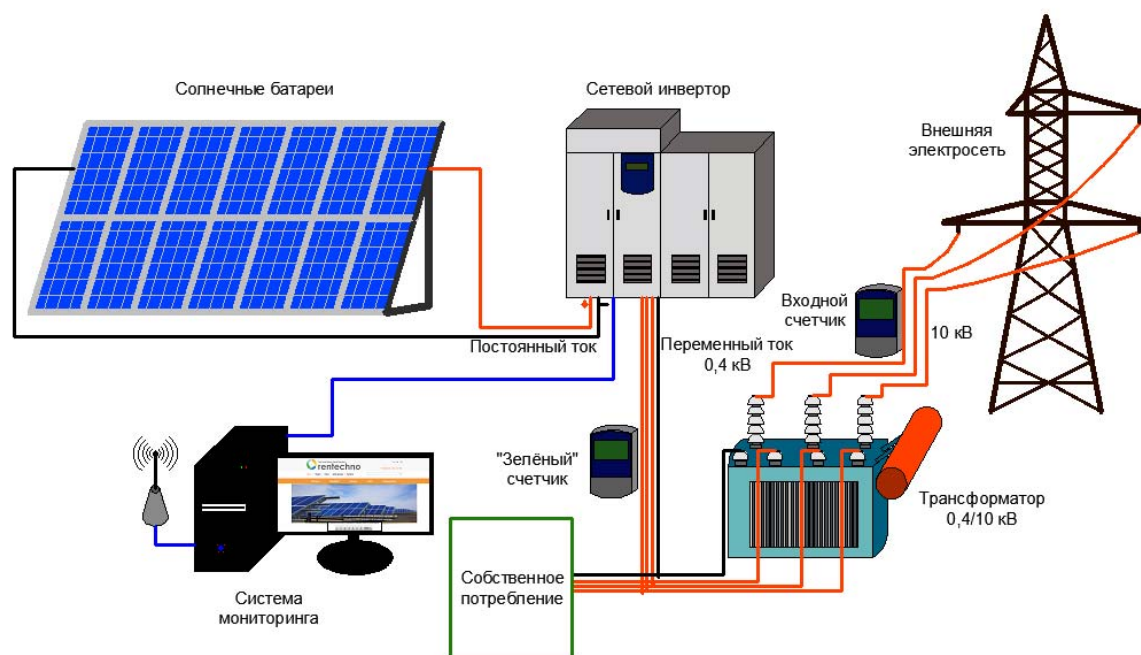 Солнечные батареи
Сетевой инвертор
Внешняя
электросеть
Входной
счетчик
10 кВ
Постоянный ток
Переменный ток
0,4 кВ
"Зелёный"
счетчик
rentechno
Трансформатор
0,4/10 кВ
Собственное
потребление
Система
мониторинга